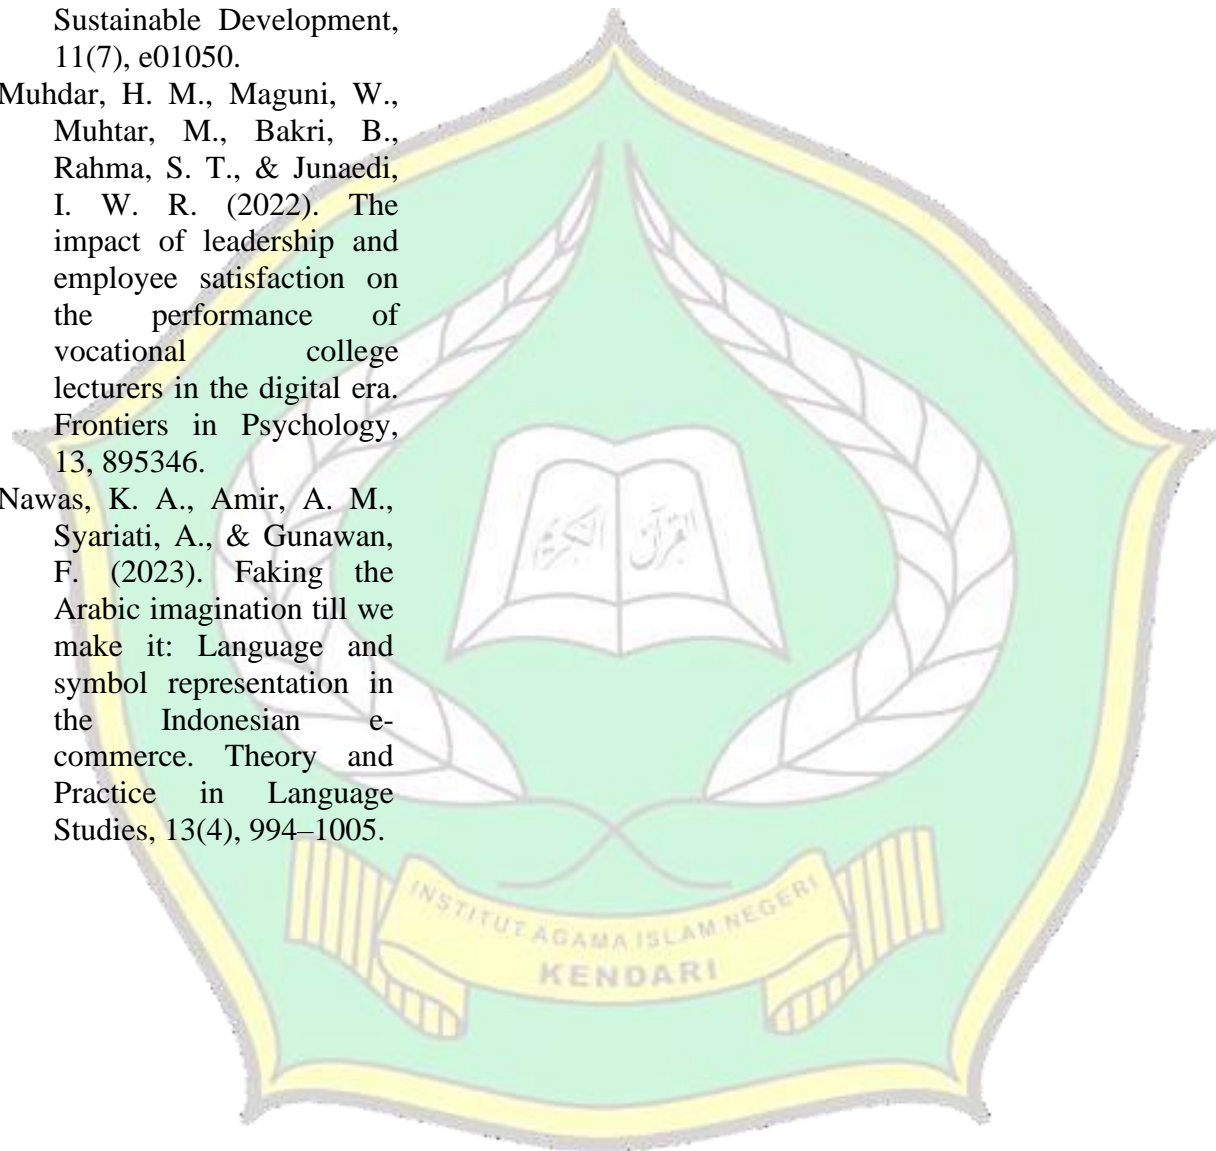 Sustainable Development,
11(7), e01050.
Muhdar, H. M., Maguni, W.,
Muhtar, M., Bakri, B.,
Rahma, S. T., & Junaedi,
I. W. R. (2022). The
impact of leadership and
employee satisfaction on
the performance of
vocational college
lecturers in the digital era.
Frontiers in Psychology,
13, 895346.
Nawas, K. A., Amir, A. M.,
Syariati, A., & Gunawan,
F. (2023). Faking the
Arabic imagination till we
make it: Language and
symbol representation in
the Indonesian e-
commerce. Theory and
Practice in Language
Studies, 13(4), 994–1005.
القرآن الكريم
INSTITUT AGAMA ISLAM NEGERI
KENDARI